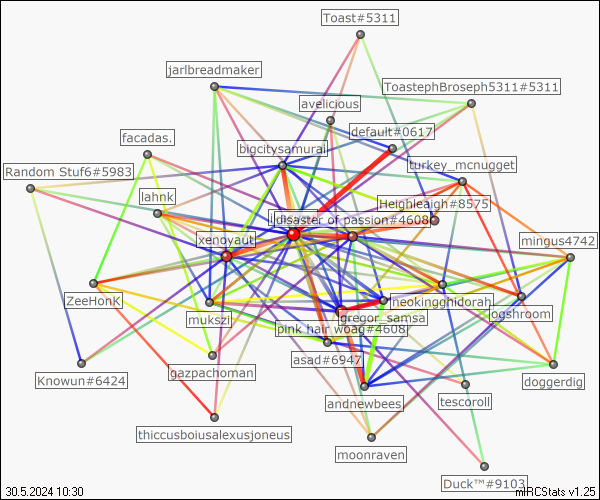 Toast#5311
jarlbreadmaker
ToastephBroseph5311#5311
avelicious
default#0617
facadas.
bigcitysamurai
turkey_mcnugget
Random Stuf6#5983
lahnk
Heighleaigh#8575
disaster of passion#4608
xenoyaut
mingus4742
ZeeHonK
mukszi
neokingghidorah
gregor_samsa
jogshroom
pink hair woag#4608
asad#6947
Knowun#6424
gazpachoman
doggerdig
andnewbees
tescoroll
thiccusboiusalexusjoneus
moonraven
Duck™#9103
30.5.2024 10:30
mIRCStats v1.25